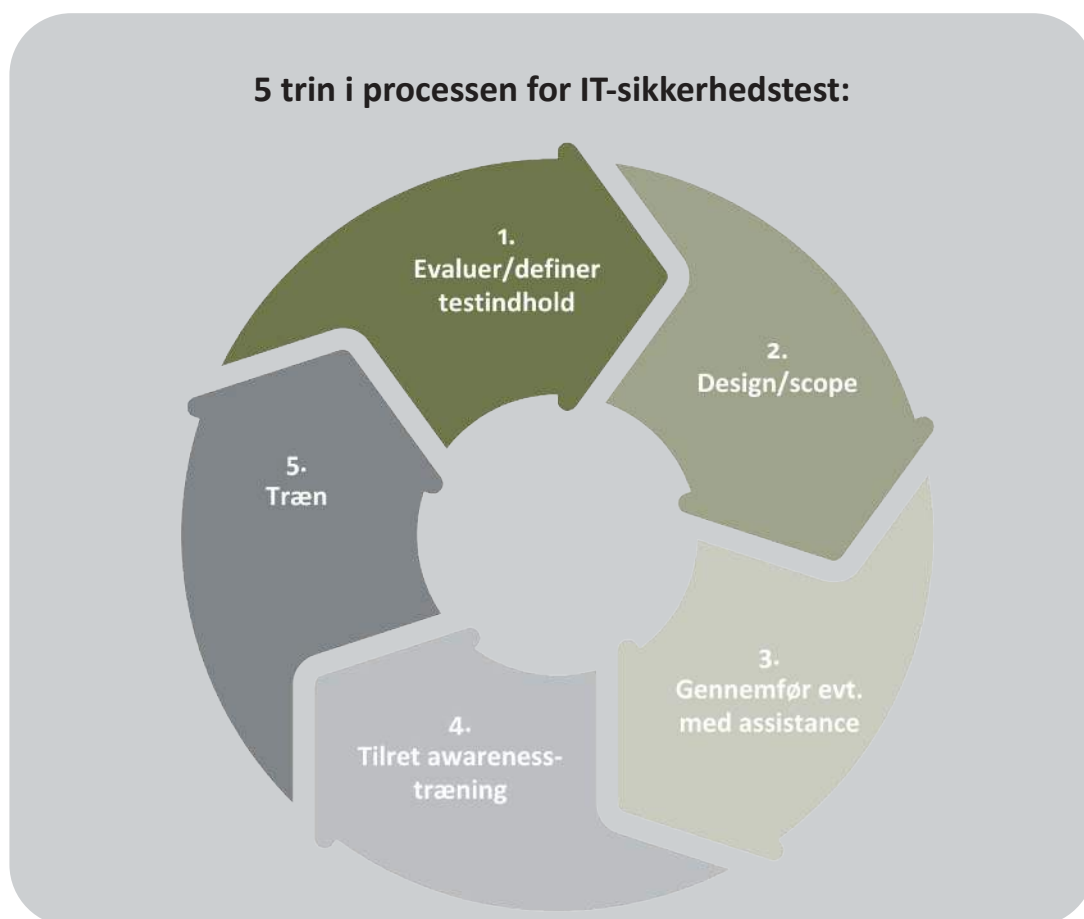 5 trin i processen for IT-sikkerhedstest:
1.
Evaluer/definer
testindhold
2.
Design/scope
3.
Gennemfør evt.
med assistance
4.
Tilret awareness-
træning
5.
Træn